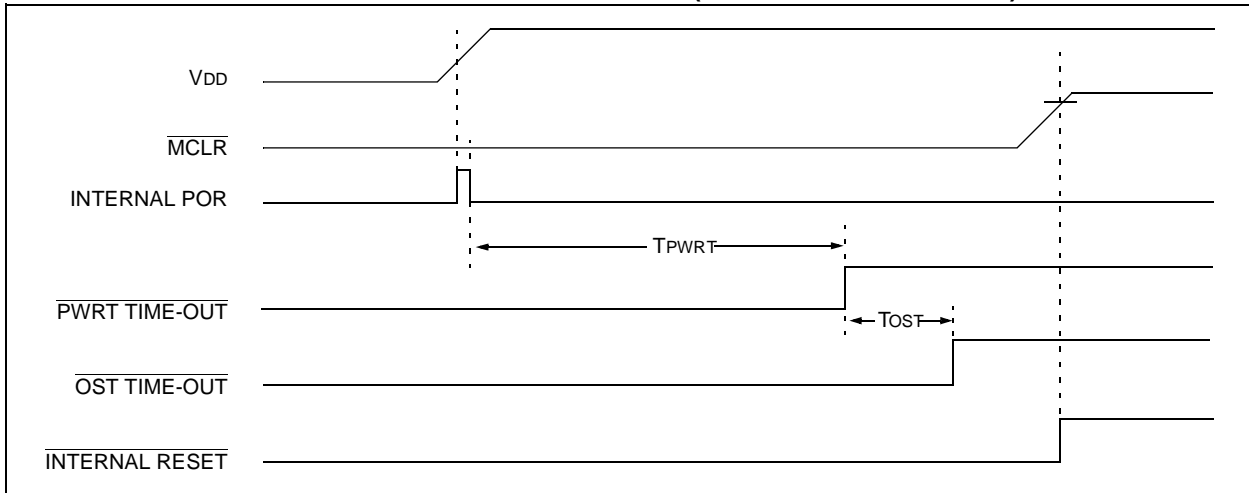 VDD
MCLR
INTERNAL POR
TPWRT
PWRT TIME-OUT
TOST
OST TIME-OUT
INTERNAL RESET